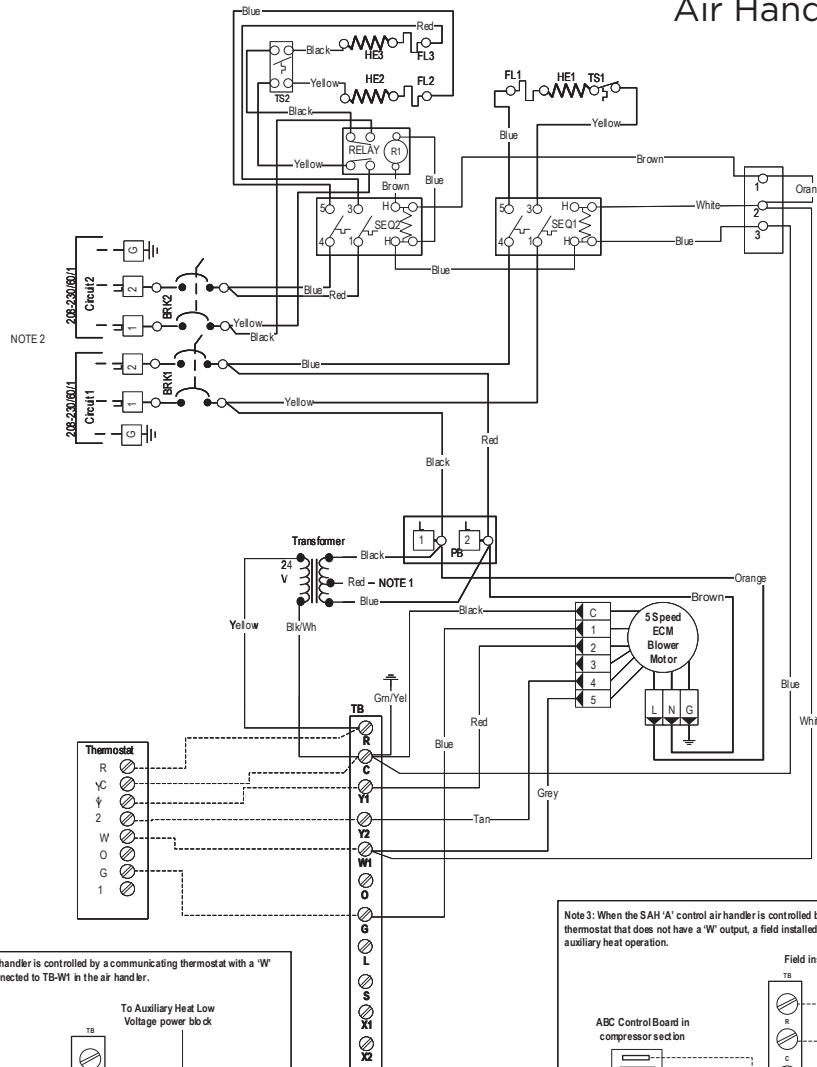 Air Hand
Blue
Red
Black
HE3
FL3
Yellow
HE2
FL2
TS2
FL1
HE1
TS1
Black
Blue
Yellow
RELAY
R1
Yellow
Brown
Blue
Brown
1
Oran
5
3
H
SEQ2
4
1
H
5
3
H
SEQ1
4
1
H
White
2
Blue
3
Blue
G
208-230/60/1
Circuit2
2
1
BRK2
Blue
Red
Yellow
Black
NOTE 2
208-230/60/1
Circuit1
2
1
G
BRK1
Blue
Yellow
Red
Black
L
1
L
2
PB
Transformer
24
V
Black
Red – NOTE 1
Blue
Orange
Brown
Yellow
Blk/Wh
Black
C
1
2
3
4
5
5 Speed
ECM
Blower
Motor
L
N
G
Grn/Yel
Blue
Red
Blue
Whit
Grey
Tan
TB
R
C
Y1
Y2
W1
O
G
L
S
X1
X2
Thermostat
R
C
Y
Y
2
W
O
G
1
handler is controlled by a communicating thermostat with a ‘W’
nected to TB-W1 in the air handler.
To Auxiliary Heat Low
Voltage power block
TB
Note 3: When the SAH ‘A’ control air handler is controlled b
thermostat that does not have a ‘W’ output, a field installed
auxiliary heat operation.
Field in
TB
R
C
ABC Control Board in
compressor section